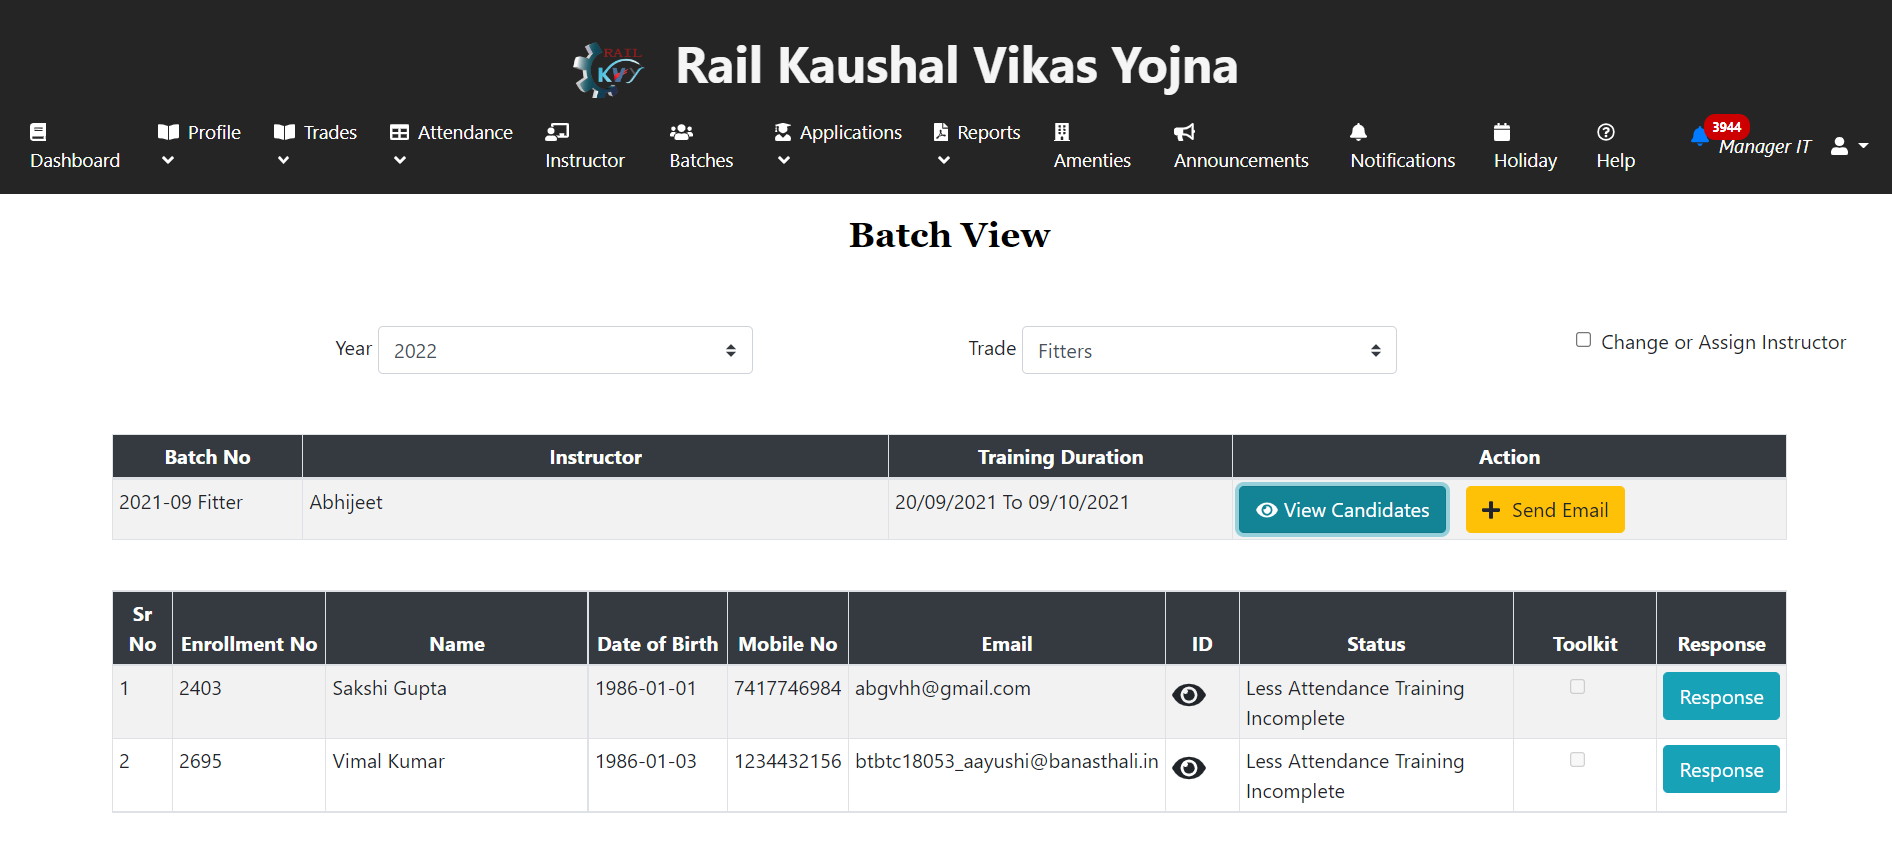 RAIL
KVY
Rail Kaushal Vikas Yojna
Dashboard
Profile
Trades
Attendance
Instructor
Batches
Applications
Reports
Amenties
Announcements
Notifications
Holiday
Help
3944
Manager IT
Batch View
Year 2022
Trade Fitters
Change or Assign Instructor
Batch No Instructor Training Duration Action
2021-09 Fitter Abhijeet 20/09/2021 To 09/10/2021 View Candidates Send Email
Sr
No Enrollment No Name Date of Birth Mobile No Email ID Status Toolkit Response
1 2403 Sakshi Gupta 1986-01-01 7417746984 abgvhh@gmail.com Less Attendance Training
Incomplete Response
2 2695 Vimal Kumar 1986-01-03 1234432156 btbtc18053_aayushi@banasthali.in Less Attendance Training
Incomplete Response